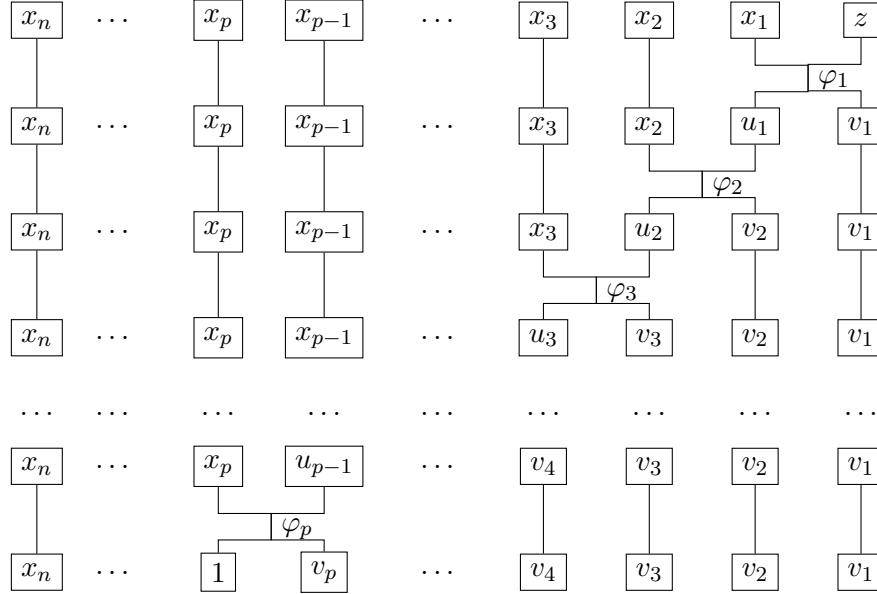 x_n … x_p x_{p−1} … x_3 x_2 x_1 z
φ_1
x_n … x_p x_{p−1} … x_3 x_2 u_1 v_1
φ_2
x_n … x_p x_{p−1} … x_3 u_2 v_2 v_1
φ_3
x_n … x_p x_{p−1} … u_3 v_3 v_2 v_1
… … … … … … … … …
x_n … x_p u_{p−1} … v_4 v_3 v_2 v_1
φ_p
x_n … 1 v_p … v_4 v_3 v_2 v_1